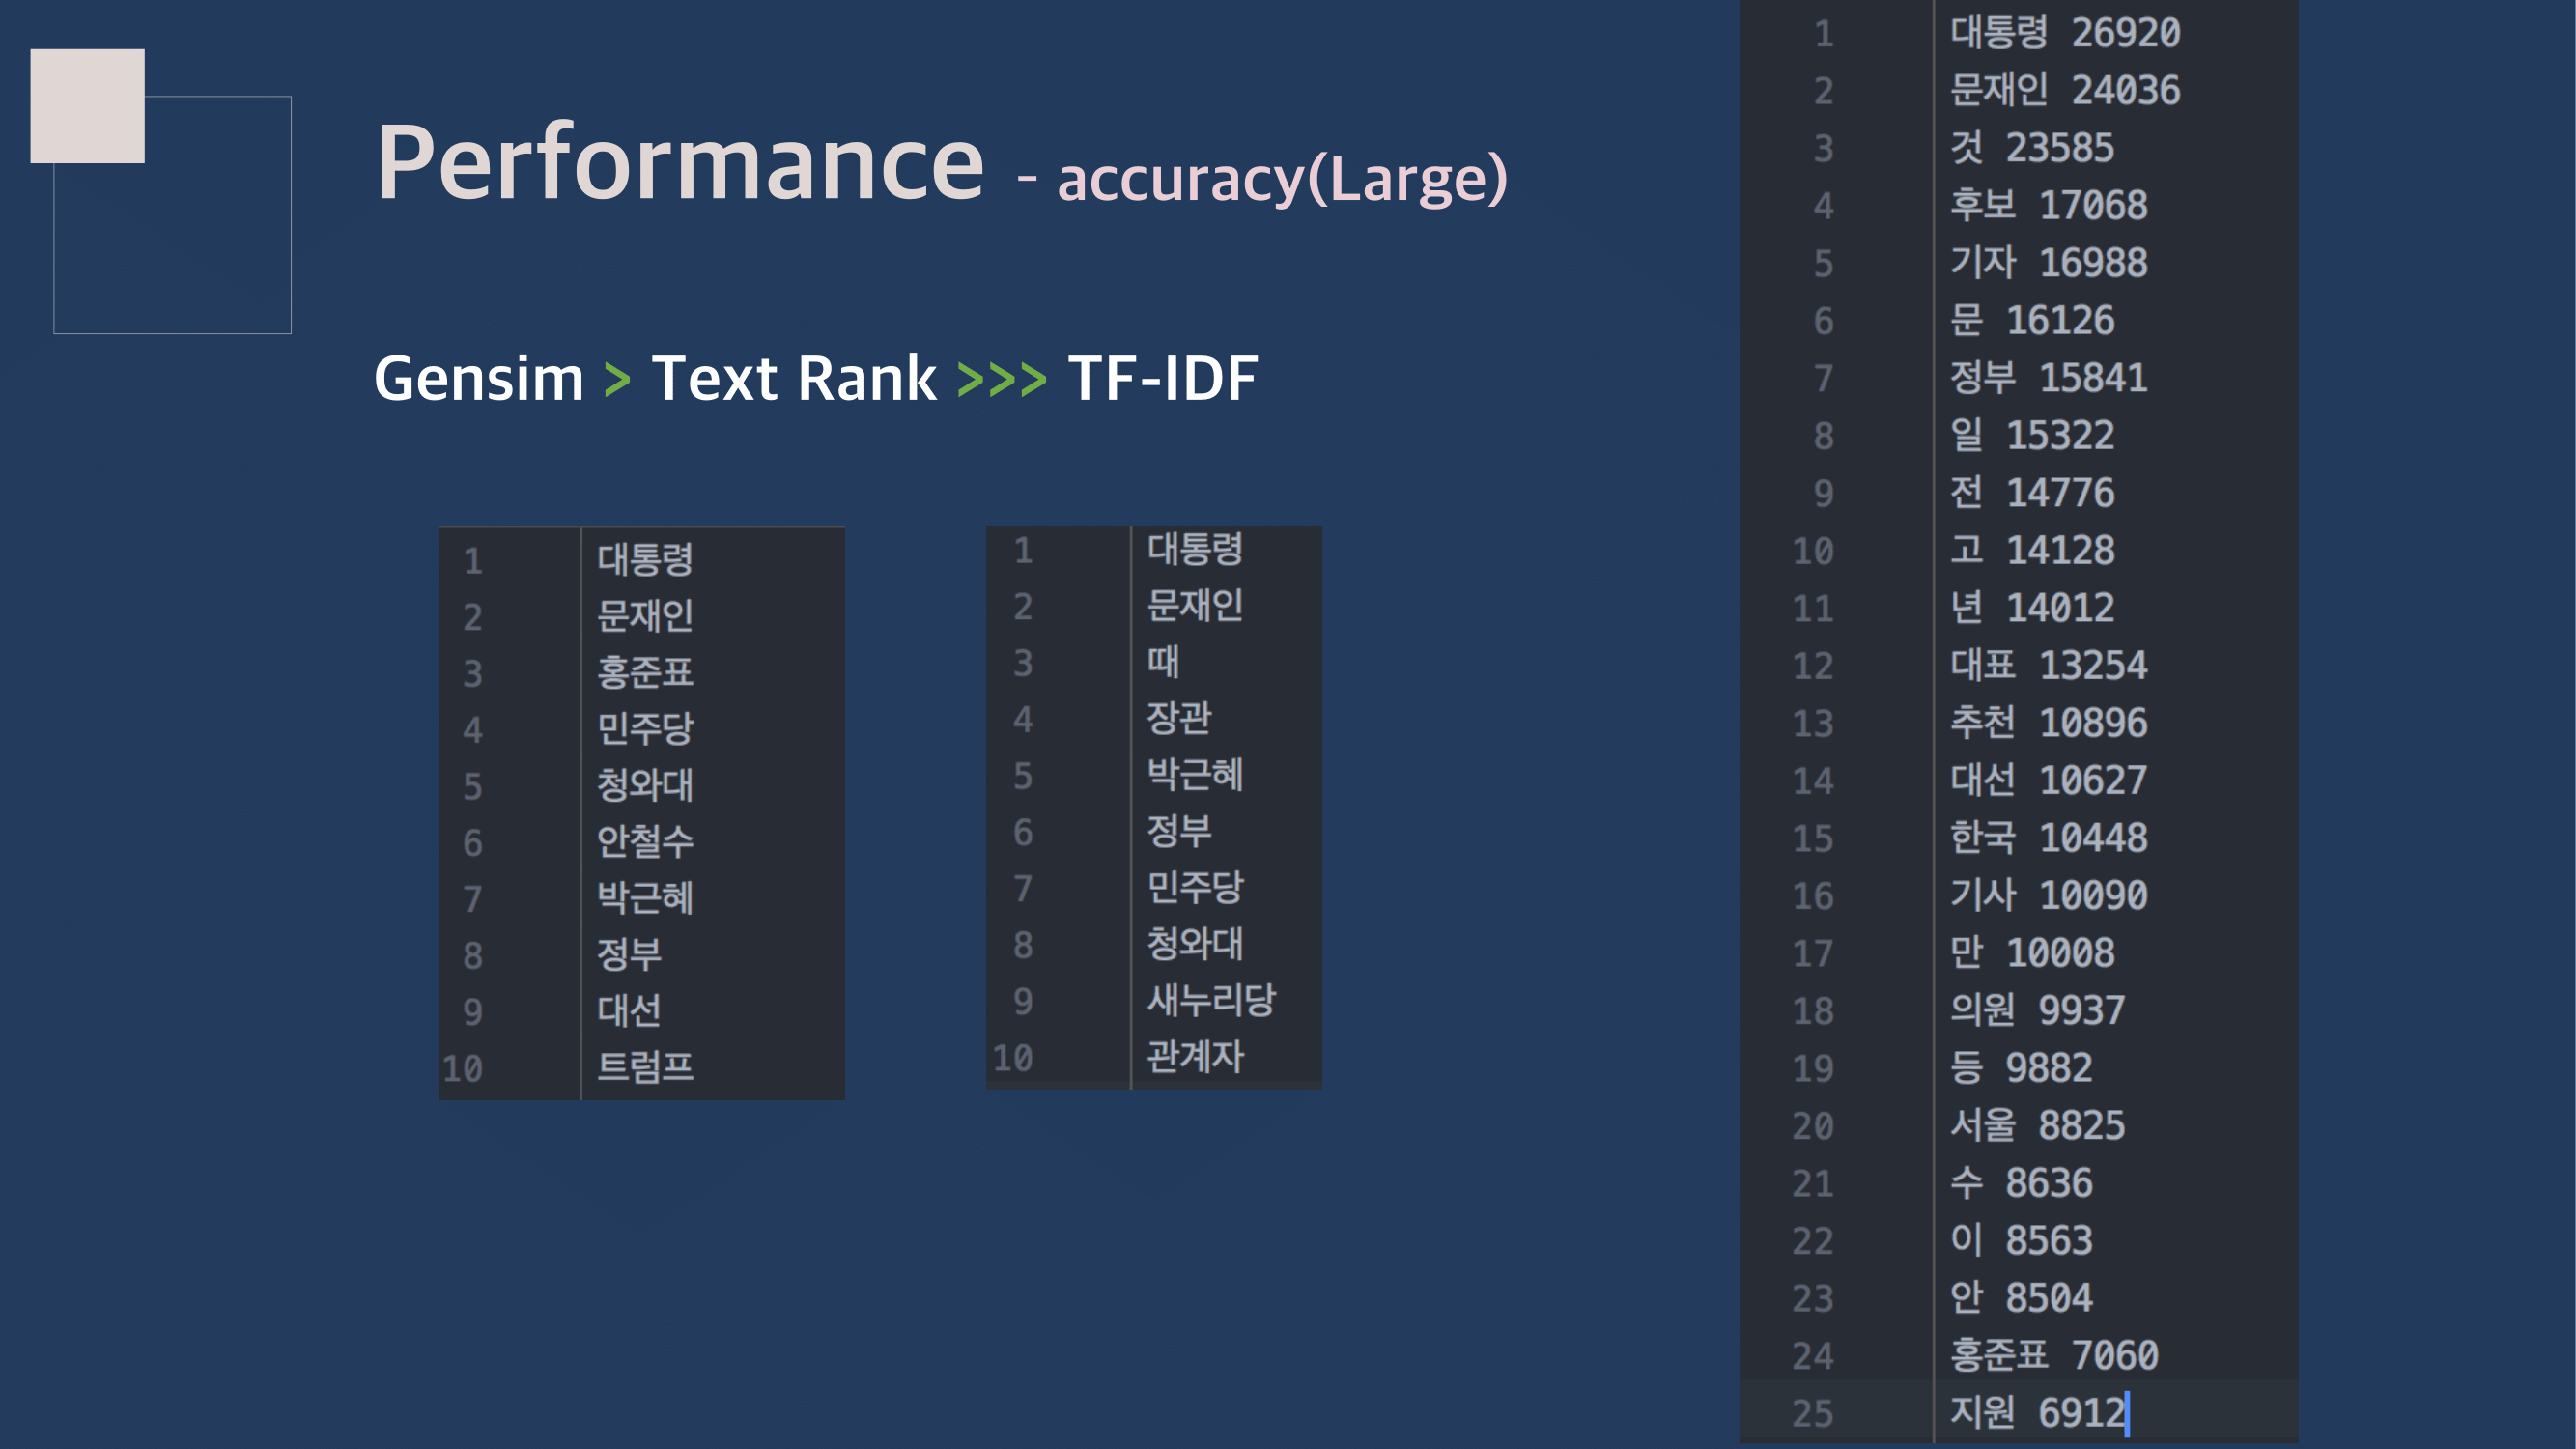 Performance - accuracy(Large)
Gensim > Text Rank >>> TF-IDF
1 대통령
2 문재인
3 홍준표
4 민주당
5 청와대
6 안철수
7 박근혜
8 정부
9 대선
10 트럼프
1 대통령
2 문재인
3 때
4 장관
5 박근혜
6 정부
7 민주당
8 청와대
9 새누리당
10 관계자
1 대통령 26920
2 문재인 24036
3 것 23585
4 후보 17068
5 기자 16988
6 문 16126
7 정부 15841
8 일 15322
9 전 14776
10 고 14128
11 년 14012
12 대표 13254
13 추천 10896
14 대선 10627
15 한국 10448
16 기사 10090
17 만 10008
18 의원 9937
19 등 9882
20 서울 8825
21 수 8636
22 이 8563
23 안 8504
24 홍준표 7060
25 지원 6912